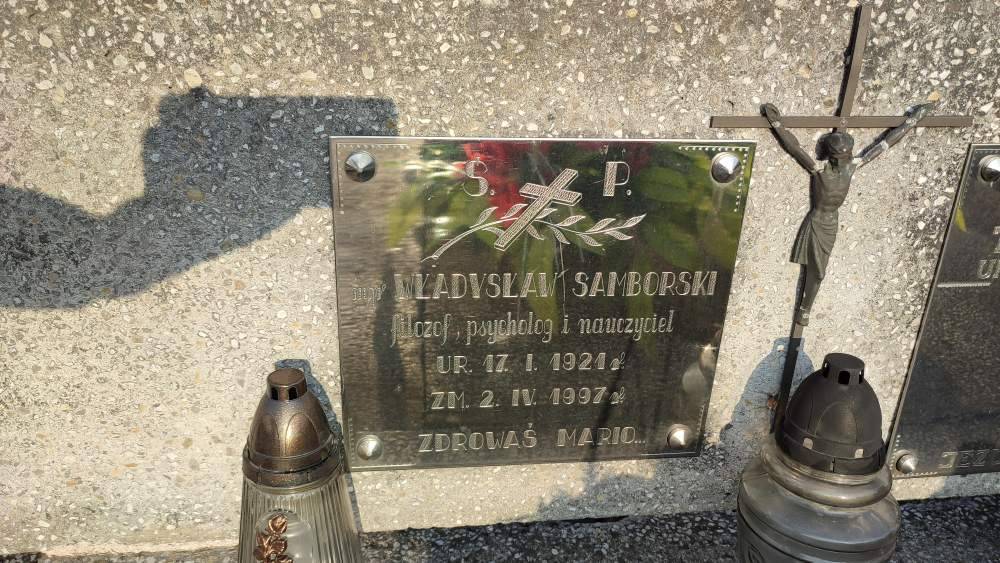 Ś. P.
mgr WŁADYSŁAW SAMBORSKI
filozof, psycholog i nauczyciel
UR. 17. I. 1921 r.
ZM. 2. IV. 1997 r.
ZDROWAŚ MARIO...